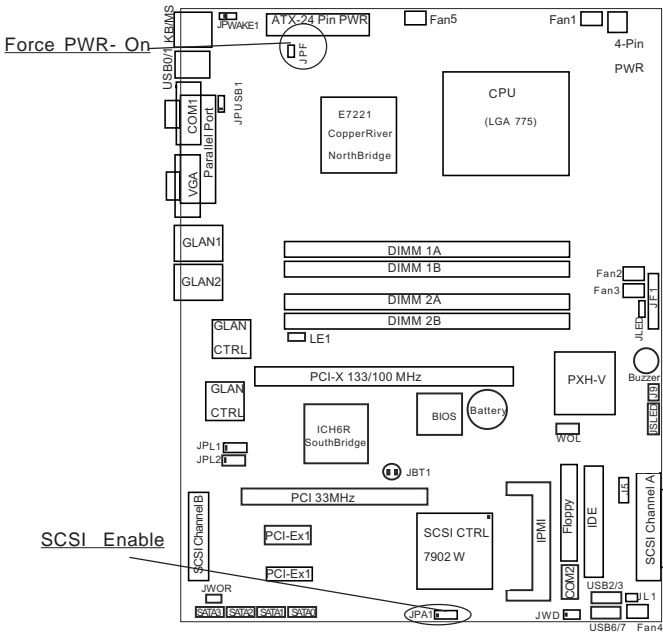 KB/MS
JPWAKE1
ATX-24 Pin PWR
Fan5
Fan1
Force PWR- On
JPF
4-Pin
PWR
USB0/1
JPUSB1
COM1
Parallel Port
VGA
E7221
CopperRiver
NorthBridge
CPU
(LGA 775)
GLAN1
GLAN2
DIMM 1A
DIMM 1B
DIMM 2A
DIMM 2B
Fan2
Fan3
JF1
JLED
LE1
GLAN
CTRL
PCI-X 133/100 MHz
PXH-V
Buzzer
GLAN
CTRL
ICH6R
SouthBridge
BIOS
Battery
J9
JSLED
WOL
JPL1
JPL2
JBT1
PCI 33MHz
SCSI Channel B
PCI-Ex1
PCI-Ex1
SCSI CTRL
7902 W
IPMI
Floppy
IDE
J5
SCSI Channel A
SCSI Enable
COM2
USB2/3
JL1
JWOR
SATA3
SATA2
SATA1
SATA0
JPA1
JWD
USB6/7
Fan4